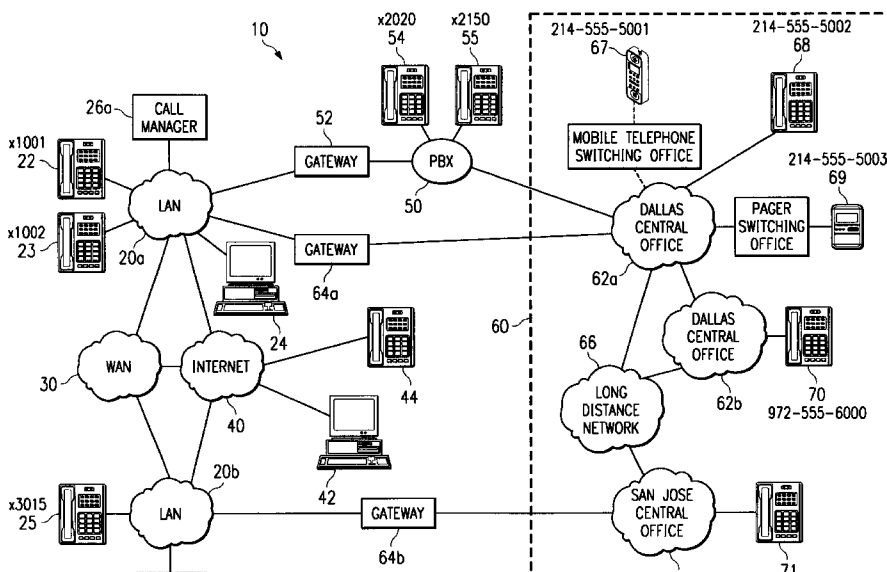 10
x2020
54
x2150
55
214-555-5001
67
214-555-5002
68
26a
CALL
MANAGER
x1001
22
x1002
23
LAN
20a
52
GATEWAY
PBX
50
MOBILE TELEPHONE
SWITCHING OFFICE
214-555-5003
69
DALLAS
CENTRAL
OFFICE
62a
PAGER
SWITCHING
OFFICE
GATEWAY
64a
24
60
WAN
30
INTERNET
40
44
42
66
LONG
DISTANCE
NETWORK
DALLAS
CENTRAL
OFFICE
62b
70
972-555-6000
x3015
25
20b
LAN
GATEWAY
64b
SAN JOSE
CENTRAL
OFFICE
71